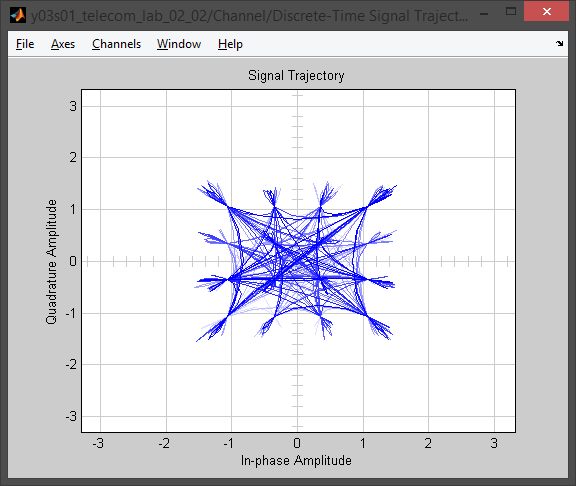 y03s01_telecom_lab_02_02/Channel/Discrete-Time Signal Traject...
File Axes Channels Window Help
Signal Trajectory
3
2
1
0
-1
-2
-3
Quadrature Amplitude
-3 -2 -1 0 1 2 3
In-phase Amplitude